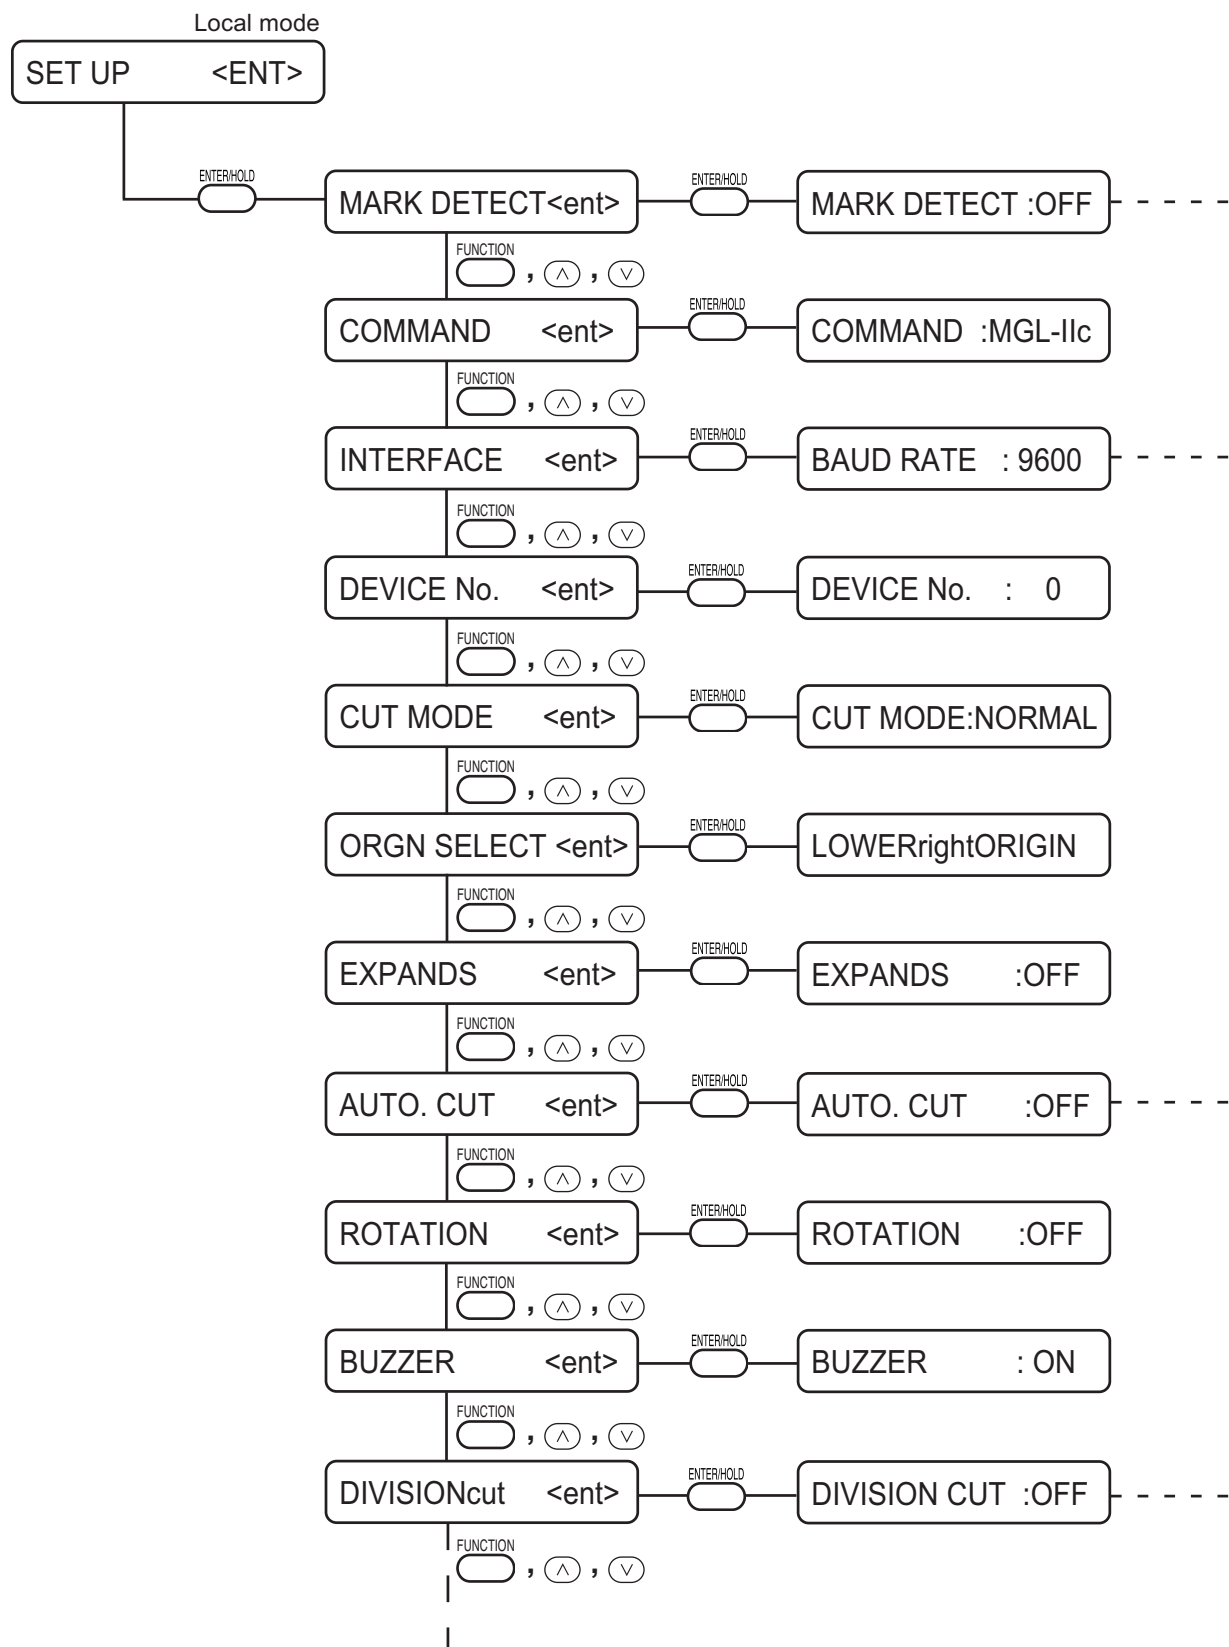 Local mode
SET UP <ENT>
ENTER/HOLD ENTER/HOLD
MARK DETECT<ent> MARK DETECT :OFF
FUNCTION
, ,
ENTER/HOLD
COMMAND <ent> COMMAND :MGL-IIc
FUNCTION
, ,
ENTER/HOLD
INTERFACE <ent> BAUD RATE : 9600
FUNCTION
, ,
ENTER/HOLD
DEVICE No. <ent> DEVICE No. : 0
FUNCTION
, ,
ENTER/HOLD
CUT MODE <ent> CUT MODE:NORMAL
FUNCTION
, ,
ENTER/HOLD
ORGN SELECT <ent> LOWERrightORIGIN
FUNCTION
, ,
ENTER/HOLD
EXPANDS <ent> EXPANDS :OFF
FUNCTION
, ,
ENTER/HOLD
AUTO. CUT <ent> AUTO. CUT :OFF
FUNCTION
, ,
ENTER/HOLD
ROTATION <ent> ROTATION :OFF
FUNCTION
, ,
ENTER/HOLD
BUZZER <ent> BUZZER : ON
FUNCTION
, ,
ENTER/HOLD
DIVISIONcut <ent> DIVISION CUT :OFF
FUNCTION
, ,